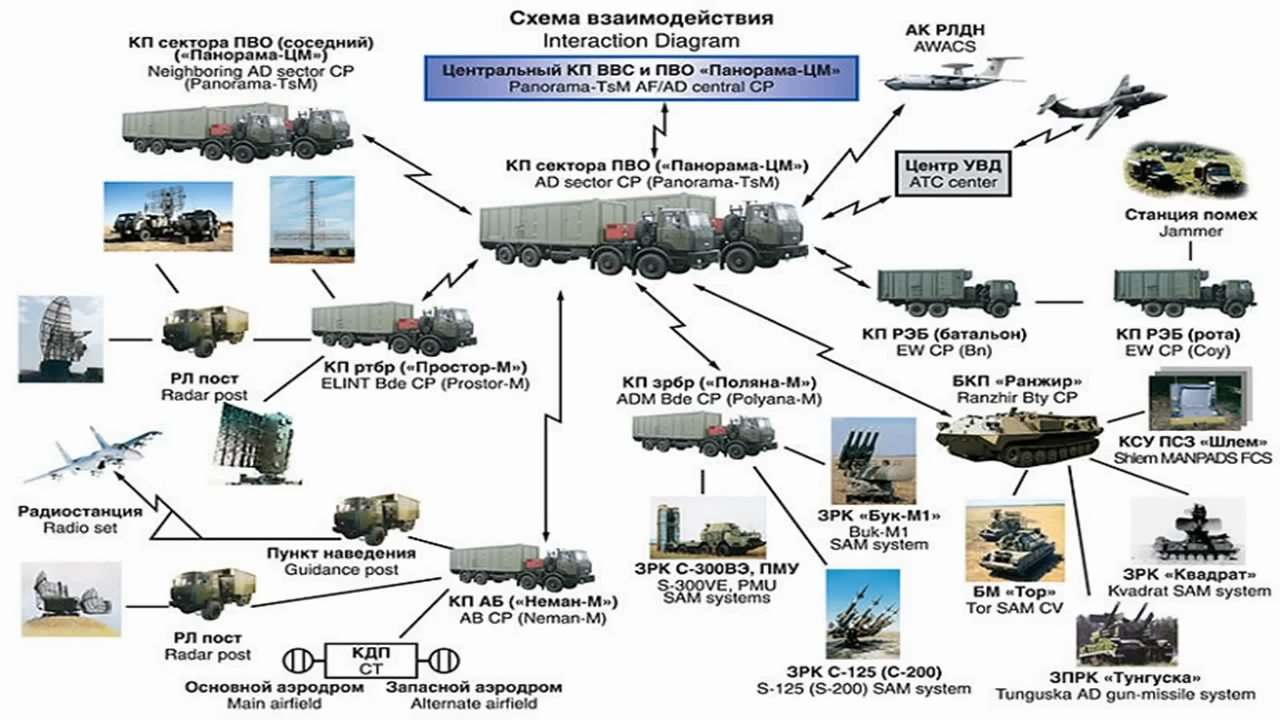 Схема взаимодействия
Interaction Diagram
Центральный КП ВВС и ПВО «Панорама-ЦМ»
Panorama-TsM AF/AD central CP
КП сектора ПВО (соседний)
(«Панорама-ЦМ»)
Neighboring AD sector CP
(Panorama-TsM)
АК РЛДН
AWACS
КП сектора ПВО («Панорама-ЦМ»)
AD sector CP (Panorama-TsM)
Центр УВД
ATC center
Станция помех
Jammer
КП РЭБ (батальон)
EW CP (Bn)
КП РЭБ (рота)
EW CP (Coy)
РЛ пост
Radar post
КП ртбр («Простор-М»)
ELINT Bde CP (Prostor-M)
КП зрбр («Поляна-М»)
ADM Bde CP (Polyana-M)
БКП «Ранжир»
Ranzhir Bty CP
КСУ ПСЗ «Шлем»
Shlem MANPADS FCS
Радиостанция
Radio set
Пункт наведения
Guidance post
ЗРК «Бук-М1»
Buk-M1
SAM system
ЗРК С-300ВЭ, ПМУ
S-300VE, PMU
SAM systems
БМ «Тор»
Tor SAM CV
ЗРК «Квадрат»
Kvadrat SAM system
КП АБ («Неман-М»)
AB CP (Neman-M)
РЛ пост
Radar post
КДП
СТ
Основной аэродром
Main airfield
Запасной аэродром
Alternate airfield
ЗРК С-125 (С-200)
S-125 (S-200) SAM system
ЗПРК "Тунгуска"
Tunguska AD gun-missile system